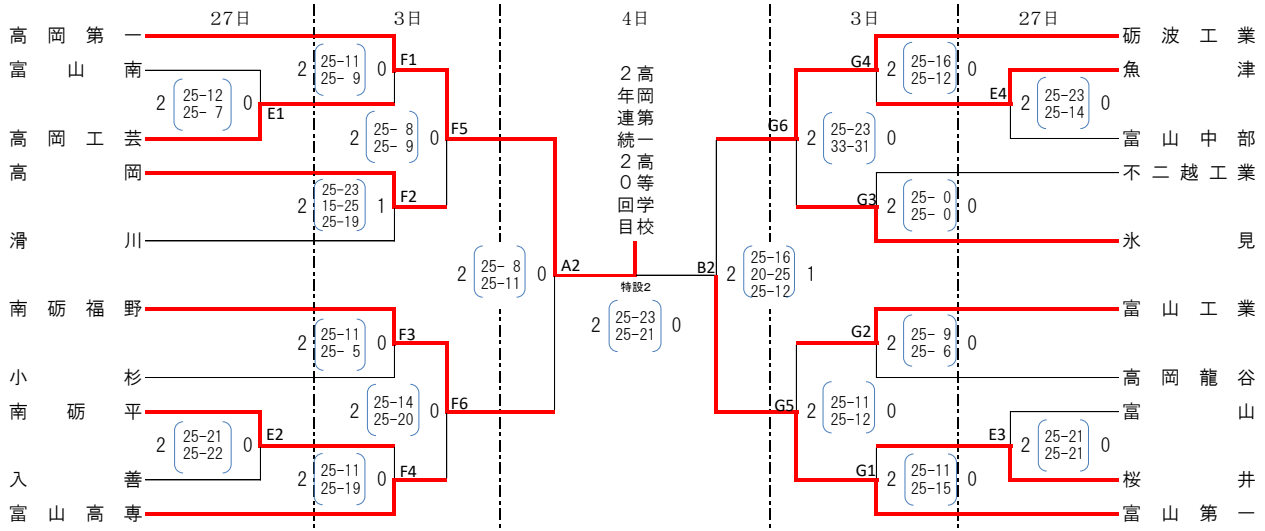 27日 3日 4日 3日 27日
高岡第一高等学校
2年連続20回目
高岡第一
富山南
高岡工芸
高岡
滑川
南砺福野
小杉
南砺平
入善
富山高専
E1 2 25-12 0
25- 7
E2 2 25-21 0
25-22
F1 2 25-11 0
25- 9
F2 2 25-23 1
15-25
25-19
F3 2 25-11 0
25- 5
F4 2 25-11 0
25-19
F5 2 25- 8 0
25- 9
F6 2 25-14 0
25-20
A2 2 25- 8 0
25-11
特設2
2 25-23 0
25-21
B2 2 25-16 1
20-25
25-12
G6 2 25-23 0
33-31
G5 2 25-11 0
25-12
G4 2 25-16 0
25-12
G3 2 25- 0 0
25- 0
G2 2 25- 9 0
25- 6
G1 2 25-11 0
25-15
E4 2 25-23 0
25-14
E3 2 25-21 0
25-21
砺波工業
魚津
富山中部
不二越工業
氷見
富山工業
高岡龍谷
富山
桜井
富山第一